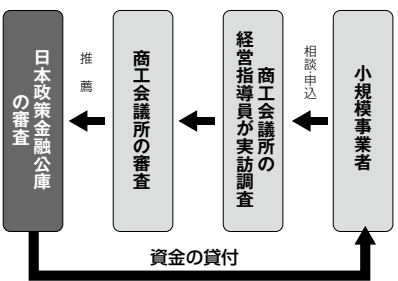 小規模事業者
相談・申込
商工会議所の
経営指導員が実訪調査
商工会議所の審査
推薦
日本政策金融公庫
の審査
資金の貸付